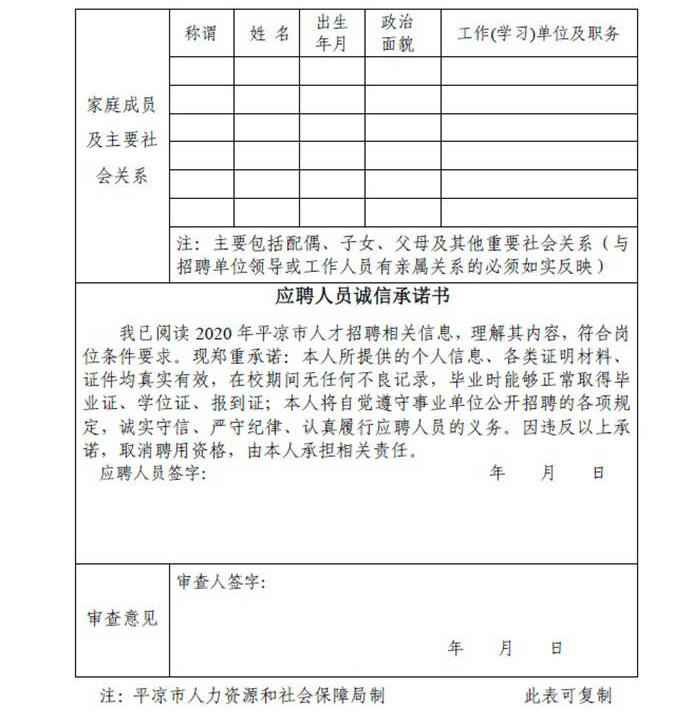 称谓 姓 名 出生年月 政治面貌 工作(学习)单位及职务
家庭成员
及主要社
会关系
注：主要包括配偶、子女、父母及其他重要社会关系（与
招聘单位领导或工作人员有亲属关系的必须如实反映）
应聘人员诚信承诺书
我已阅读 2020 年平凉市人才招聘相关信息，理解其内容，符合岗
位条件要求。现郑重承诺：本人所提供的个人信息、各类证明材料、
证件均真实有效，在校期间无任何不良记录，毕业时能够正常取得毕
业证、学位证、报到证；本人将自觉遵守事业单位公开招聘的各项规
定，诚实守信、严守纪律、认真履行应聘人员的义务。因违反以上承
诺，取消聘用资格，由本人承担相关责任。
应聘人员签字： 年 月 日
审查意见
审查人签字：
年 月 日
注：平凉市人力资源和社会保障局制 此表可复制